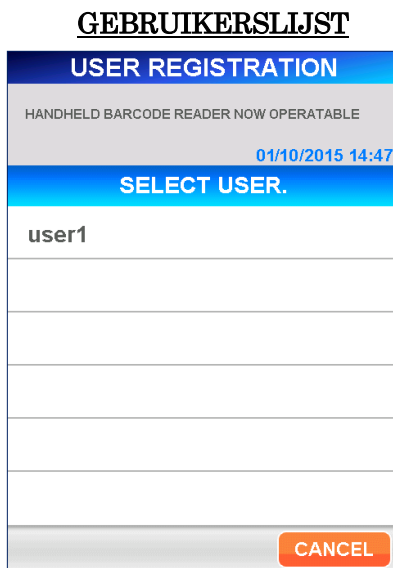 GEBRUIKERSLIJST
USER REGISTRATION
HANDHELD BARCODE READER NOW OPERATABLE
01/10/2015 14:47
SELECT USER.
user1
CANCEL